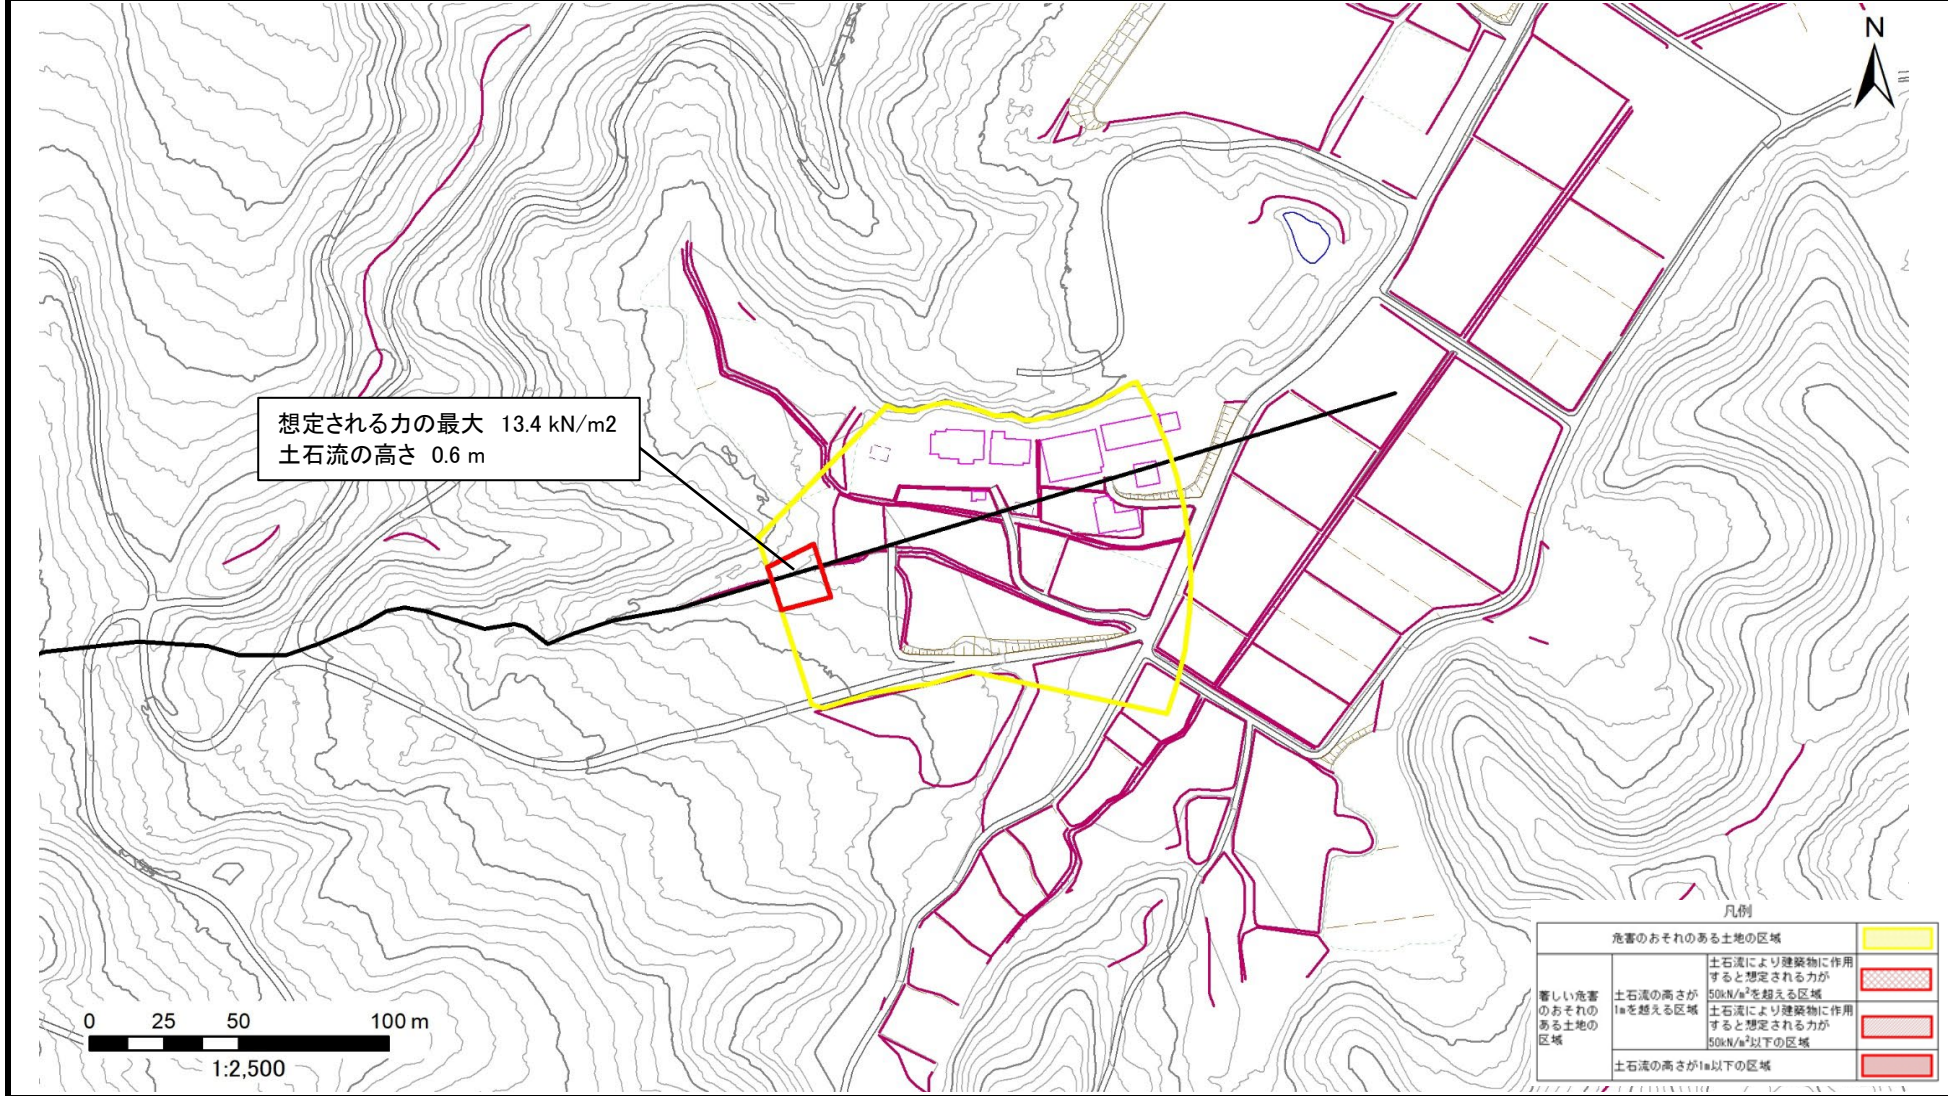 N
想定される力の最大 13.4 kN/m2
土石流の高さ 0.6 m
0 25 50 100 m
1:2,500
凡例
危害のおそれのある土地の区域
著しい危害
のおそれの
ある土地の
区域
土石流の高さが
1mを越える区域
土石流により建築物に作用
すると想定される力が
50kN/m²を超える区域
土石流により建築物に作用
すると想定される力が
50kN/m²以下の区域
土石流の高さが1m以下の区域